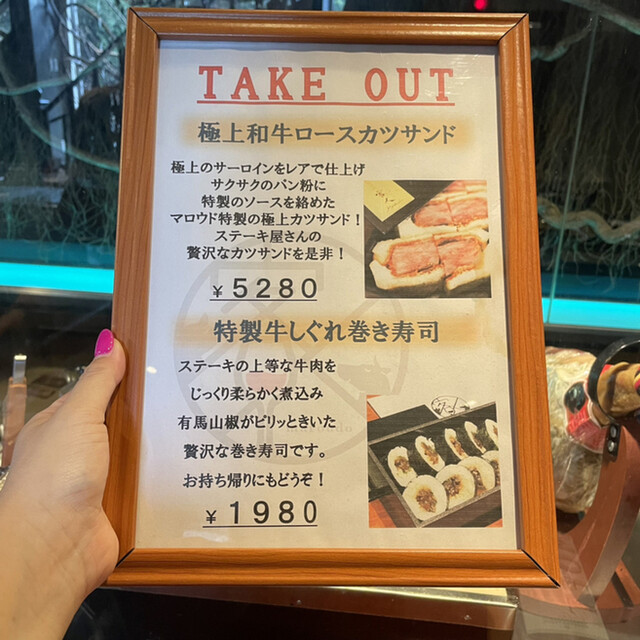 TAKE OUT
極上和牛ロースカツサンド
極上のサーロインをレアで仕上げ
サクサクのパン粉に
特製のソースを絡めた
マロウド特製の極上カツサンド！
ステーキ屋さんの
贅沢なカツサンドを是非！
￥5280
特製牛しぐれ巻き寿司
ステーキの上等な牛肉を
じっくり柔らかく煮込み
有馬山椒がピリッときいた
贅沢な巻き寿司です。
お持ち帰りにもどうぞ！
￥1980